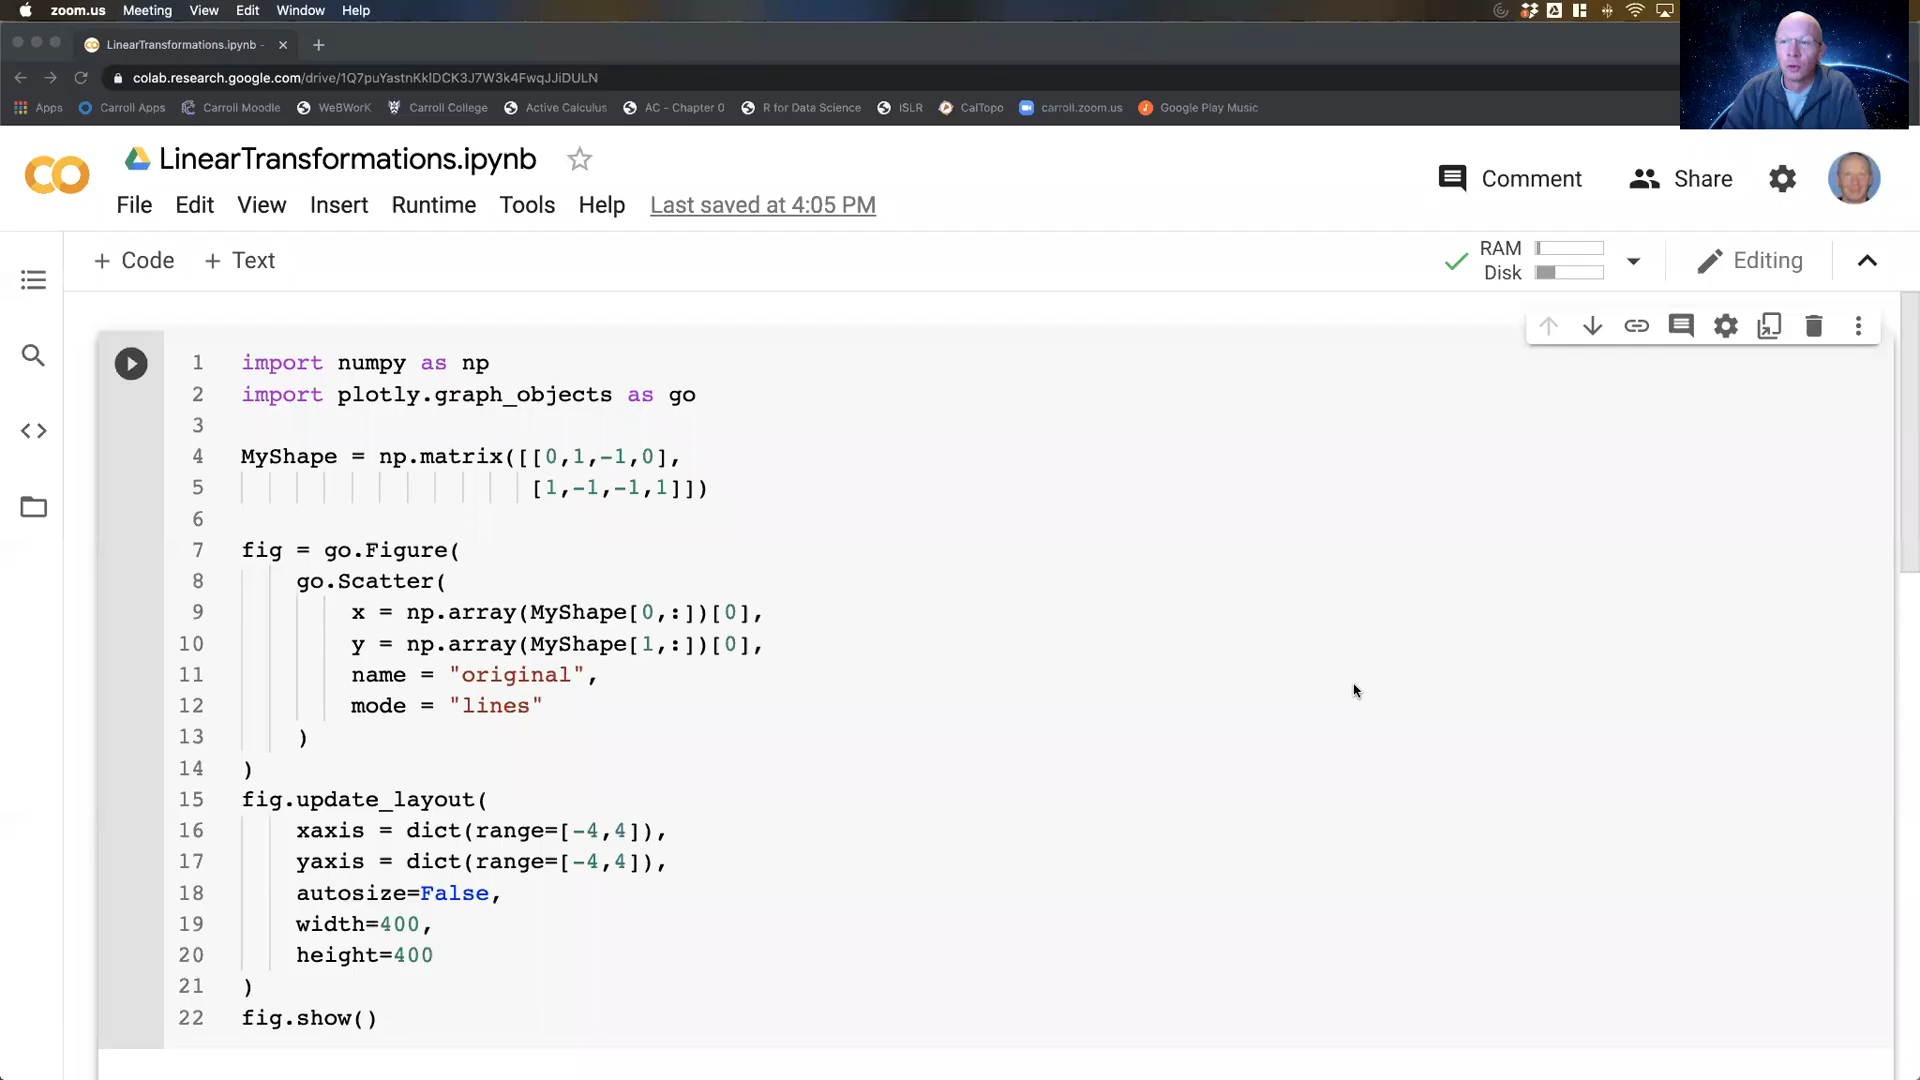 zoom.us Meeting View Edit Window Help
LinearTransformations.ipynb -
colab.research.google.com/drive/1Q7puYastnKklDCK3J7W3k4FwqJJiDULN
Apps Carroll Apps Carroll Moodle WeBWorK Carroll College Active Calculus AC - Chapter 0 R for Data Science ISLR CalTopo carroll.zoom.us Google Play Music
LinearTransformations.ipynb
Comment Share
File Edit View Insert Runtime Tools Help Last saved at 4:05 PM
+ Code + Text
RAM
Disk
Editing
1 import numpy as np
2 import plotly.graph_objects as go
3
4 MyShape = np.matrix([[0,1,-1,0],
5 [1,-1,-1,1]])
6
7 fig = go.Figure(
8 go.Scatter(
9 x = np.array(MyShape[0,:])[0],
10 y = np.array(MyShape[1,:])[0],
11 name = "original",
12 mode = "lines"
13 )
14 )
15 fig.update_layout(
16 xaxis = dict(range=[-4,4]),
17 yaxis = dict(range=[-4,4]),
18 autosize=False,
19 width=400,
20 height=400
21 )
22 fig.show()